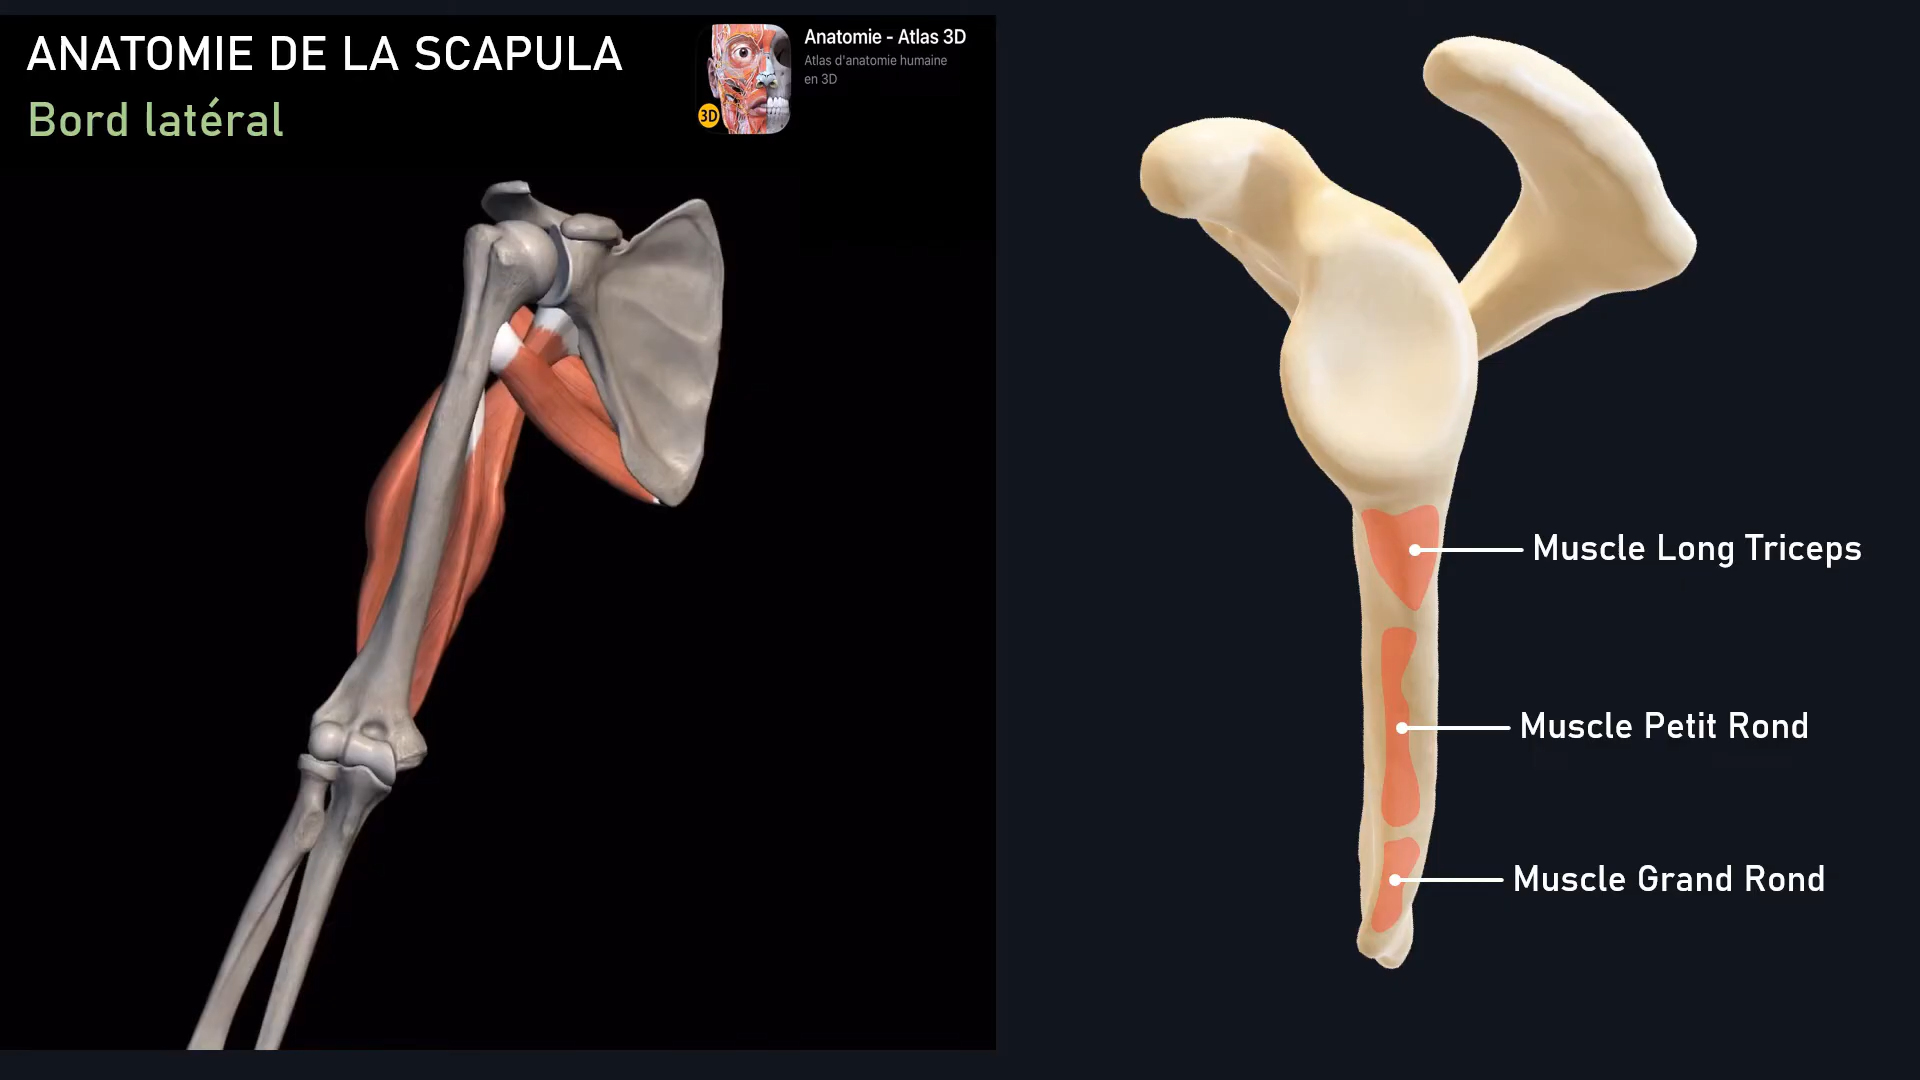 ANATOMIE DE LA SCAPULA
Bord latéral
Anatomie - Atlas 3D
Atlas d'anatomie humaine
en 3D
3D
Muscle Long Triceps
Muscle Petit Rond
Muscle Grand Rond